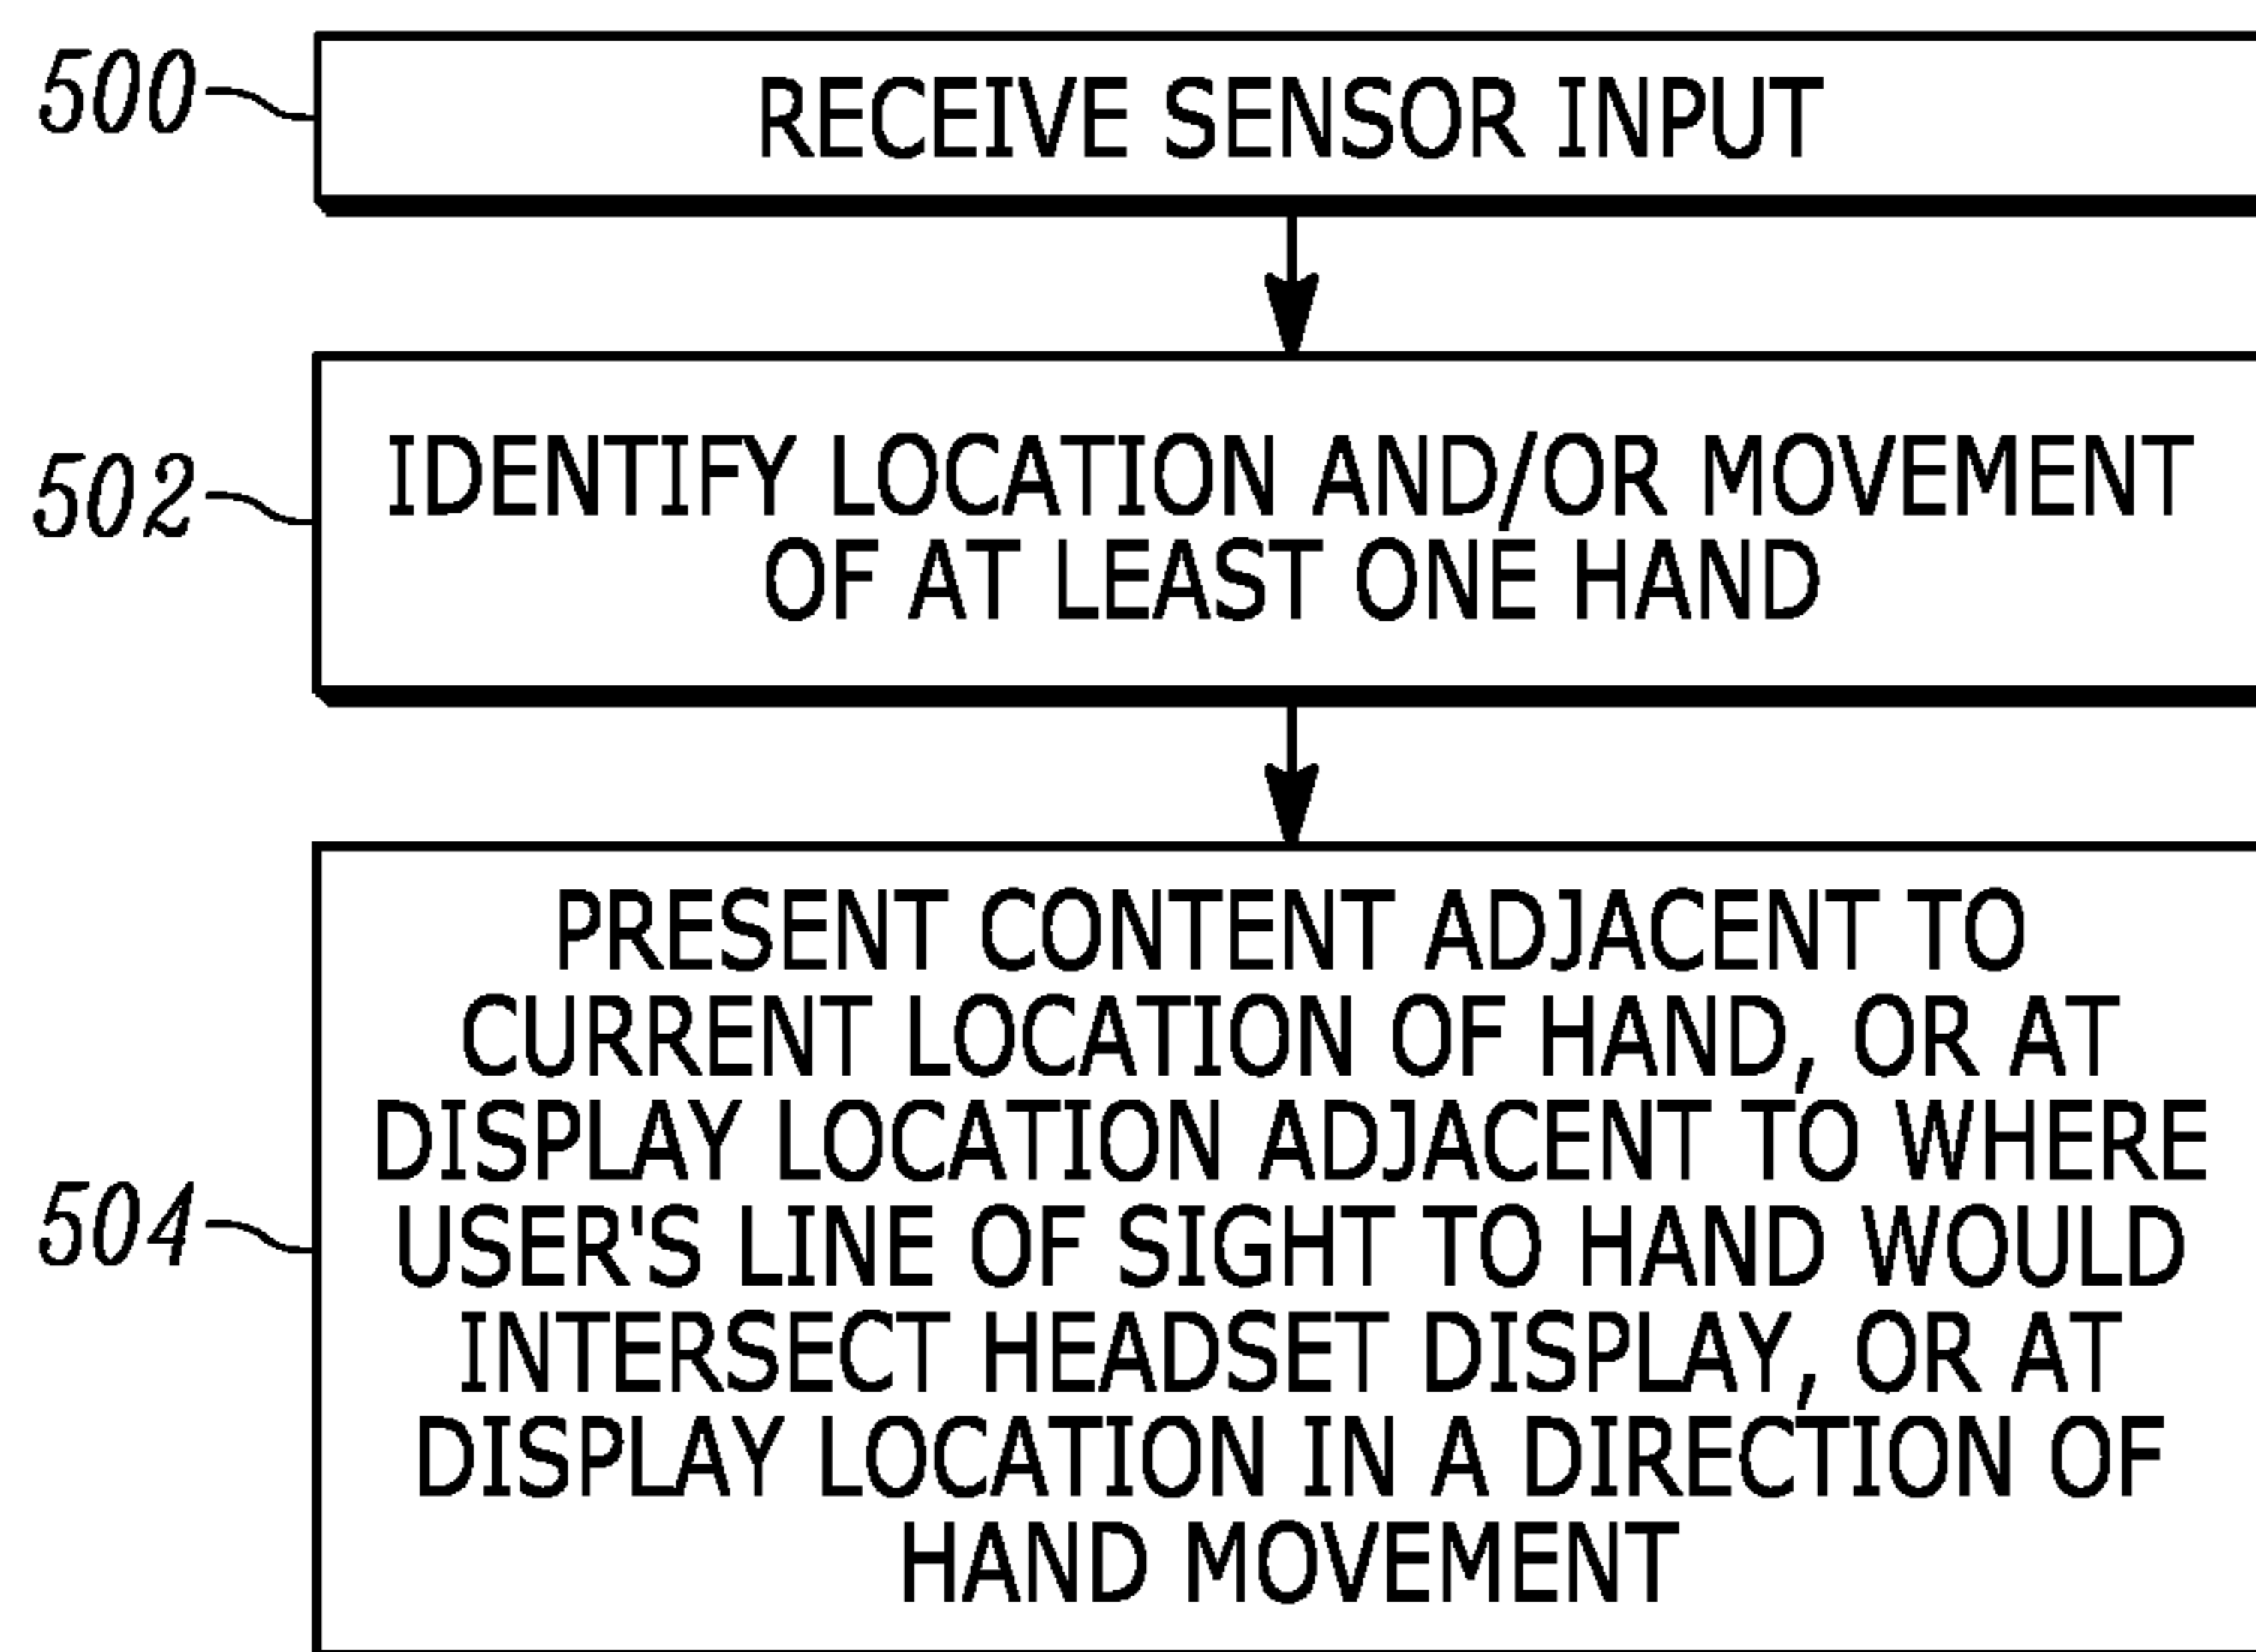 500
RECEIVE SENSOR INPUT
502
IDENTIFY LOCATION AND/OR MOVEMENT
OF AT LEAST ONE HAND
504
PRESENT CONTENT ADJACENT TO
CURRENT LOCATION OF HAND, OR AT
DISPLAY LOCATION ADJACENT TO WHERE
USER'S LINE OF SIGHT TO HAND WOULD
INTERSECT HEADSET DISPLAY, OR AT
DISPLAY LOCATION IN A DIRECTION OF
HAND MOVEMENT